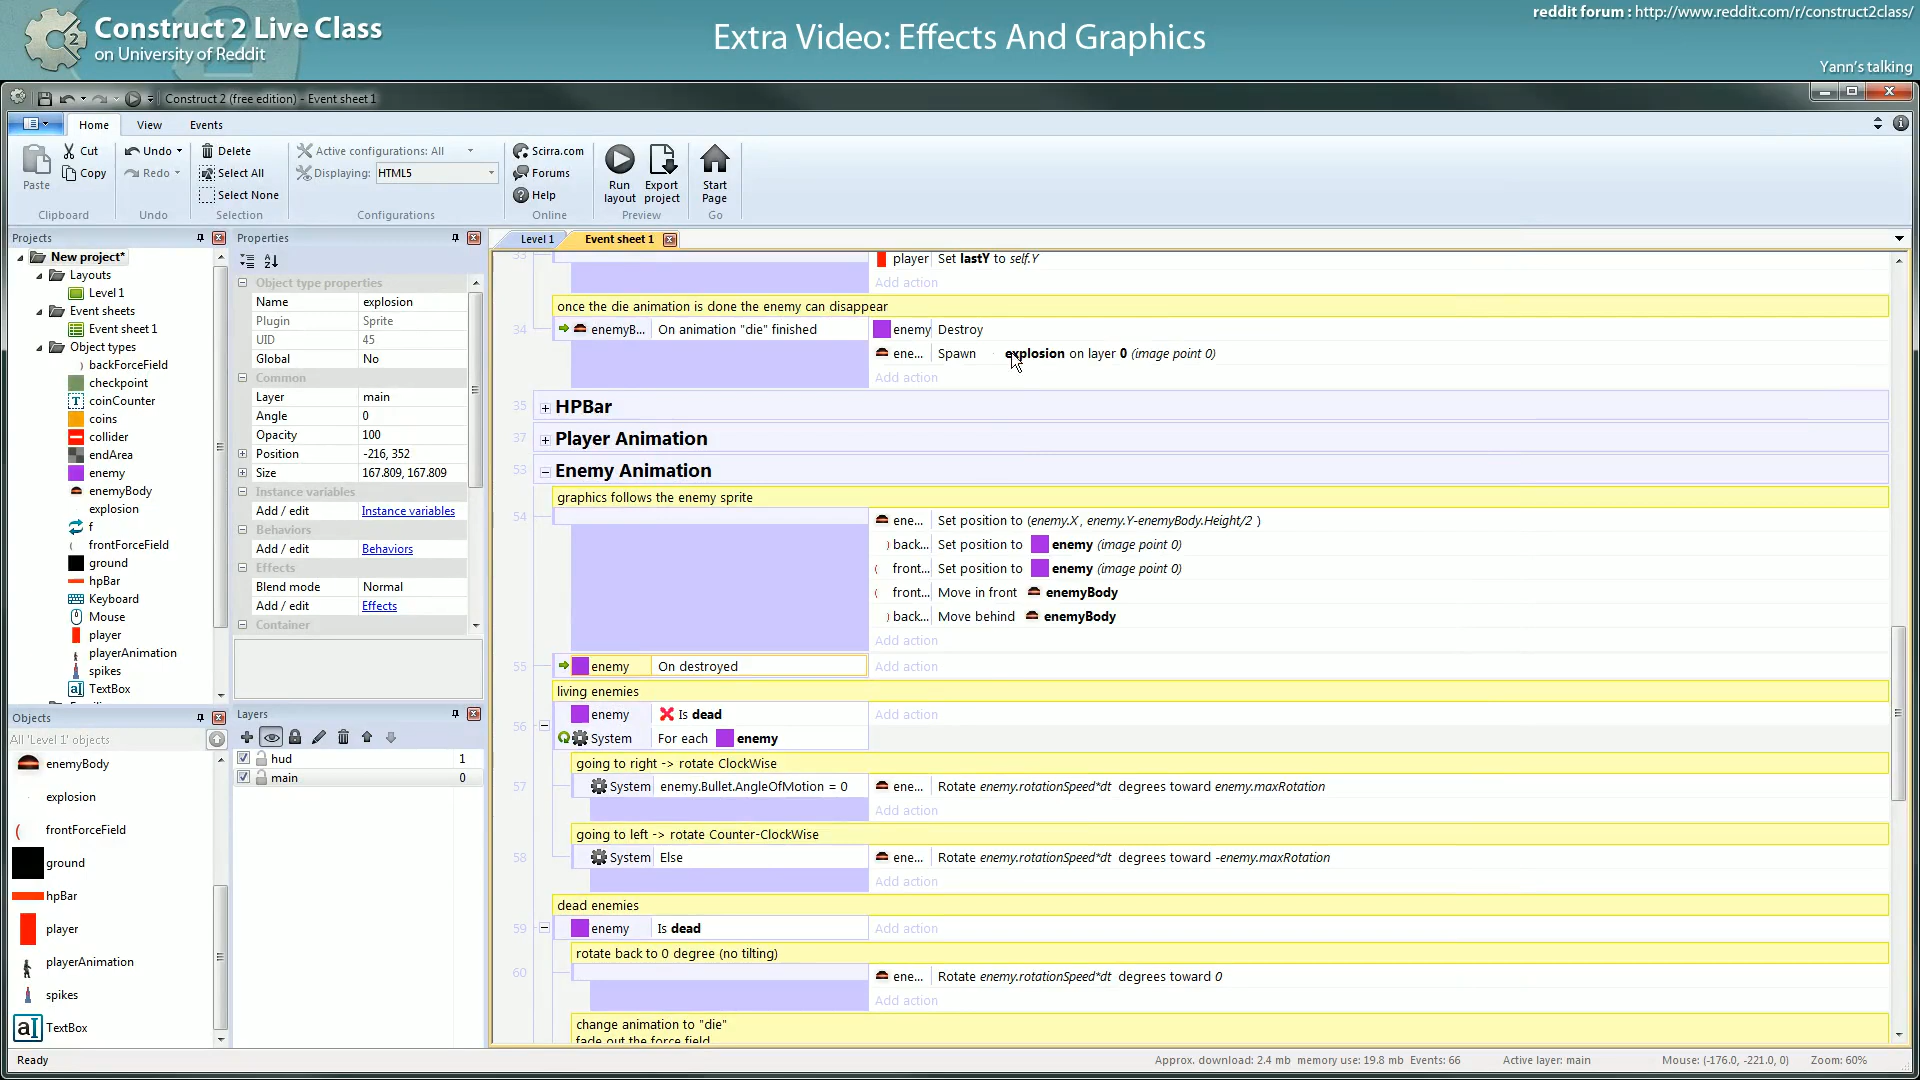 Construct 2 Live Class
on University of Reddit
Extra Video: Effects And Graphics
reddit forum : http://www.reddit.com/r/construct2class/
Yann's talking
Construct 2 (free edition) - Event sheet 1
Home View Events
Paste Cut Copy
Clipboard
Undo Redo
Undo
Delete
Select All
Select None
Selection
Active configurations: All
Displaying: HTML5
Configurations
Scirra.com
Forums
Help
Online
Run layout
Export project
Preview
Start Page
Go
Projects
New project*
Layouts
Level 1
Event sheets
Event sheet 1
Object types
backForceField
checkpoint
coinCounter
coins
collider
endArea
enemy
enemyBody
explosion
f
frontForceField
ground
hpBar
Keyboard
Mouse
player
playerAnimation
spikes
TextBox
Properties
Object type properties
Name explosion
Plugin Sprite
UID 45
Global No
Common
Layer main
Angle 0
Opacity 100
Position -216, 352
Size 167.809, 167.809
Instance variables
Add / edit Instance variables
Behaviors
Add / edit Behaviors
Effects
Blend mode Normal
Add / edit Effects
Container
Objects
All 'Level 1' objects
enemyBody
explosion
frontForceField
ground
hpBar
player
playerAnimation
spikes
TextBox
Layers
hud 1
main 0
Level 1 Event sheet 1
33 player Set lastY to self.Y
Add action
once the die animation is done the enemy can disappear
34 enemyB... On animation "die" finished enemy Destroy
ene... Spawn explosion on layer 0 (image point 0)
Add action
35 HPBar
37 Player Animation
53 Enemy Animation
graphics follows the enemy sprite
54 ene... Set position to (enemy.X, enemy.Y-enemyBody.Height/2 )
back... Set position to enemy (image point 0)
front... Set position to enemy (image point 0)
front... Move in front enemyBody
back... Move behind enemyBody
Add action
55 enemy On destroyed Add action
living enemies
56 enemy Is dead Add action
System For each enemy
going to right -> rotate ClockWise
57 System enemy.Bullet.AngleOfMotion = 0 ene... Rotate enemy.rotationSpeed*dt degrees toward enemy.maxRotation
Add action
going to left -> rotate Counter-ClockWise
58 System Else ene... Rotate enemy.rotationSpeed*dt degrees toward -enemy.maxRotation
Add action
dead enemies
59 enemy Is dead Add action
rotate back to 0 degree (no tilting)
60 ene... Rotate enemy.rotationSpeed*dt degrees toward 0
Add action
change animation to "die"
fade out the force field
Ready
Approx. download: 2.4 mb memory use: 19.8 mb Events: 66 Active layer: main Mouse: (-176.0, -221.0, 0) Zoom: 60%